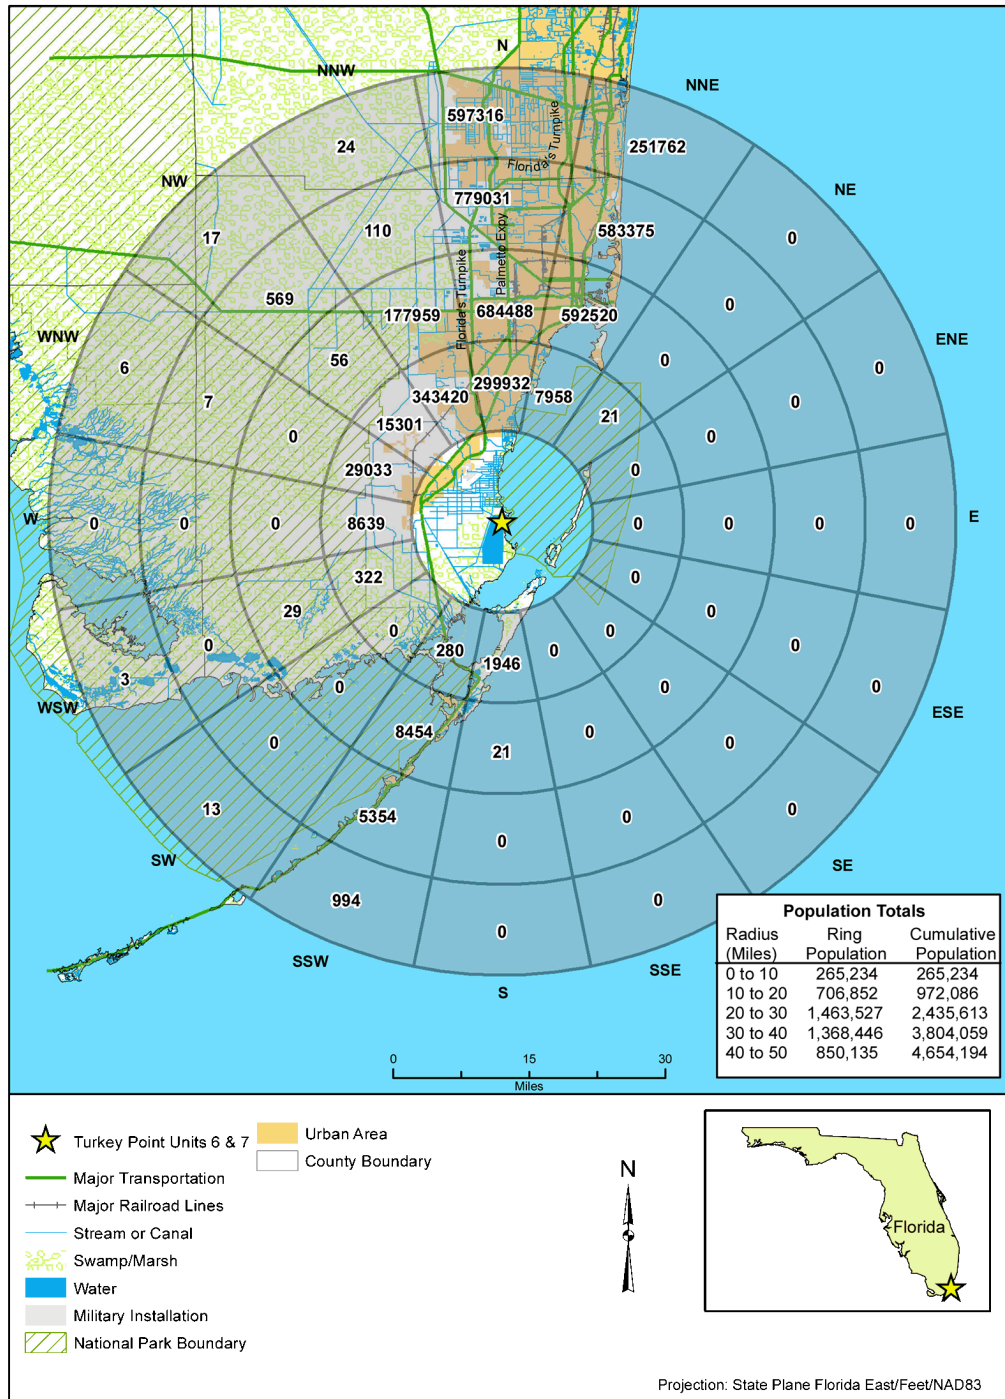 N
NNW
NNE
597316
24
251762
Florida's Turnpike
NW
NE
779031
17
110
583375
0
Palmetto Expy
Florida's Turnpike
569
0
177959
684488
592520
WNW
ENE
56
0
6
0
299932
7
343420
7958
0
21
15301
0
0
29033
0
W
0
0
0
8639
0
0
0
0
E
322
0
29
0
0
0
0
280
0
1946
0
3
0
0
0
WSW
ESE
8454
0
0
21
0
13
5354
0
0
0
SW
SE
994
0
0
SSW
SSE
S
Population Totals
Radius Ring Cumulative
(Miles) Population Population
0 to 10 265,234 265,234
10 to 20 706,852 972,086
20 to 30 1,463,527 2,435,613
30 to 40 1,368,446 3,804,059
40 to 50 850,135 4,654,194
0 15 30
Miles
Turkey Point Units 6 & 7
Major Transportation
Major Railroad Lines
Stream or Canal
Swamp/Marsh
Water
Military Installation
National Park Boundary
Urban Area
County Boundary
N
Florida
Projection: State Plane Florida East/Feet/NAD83